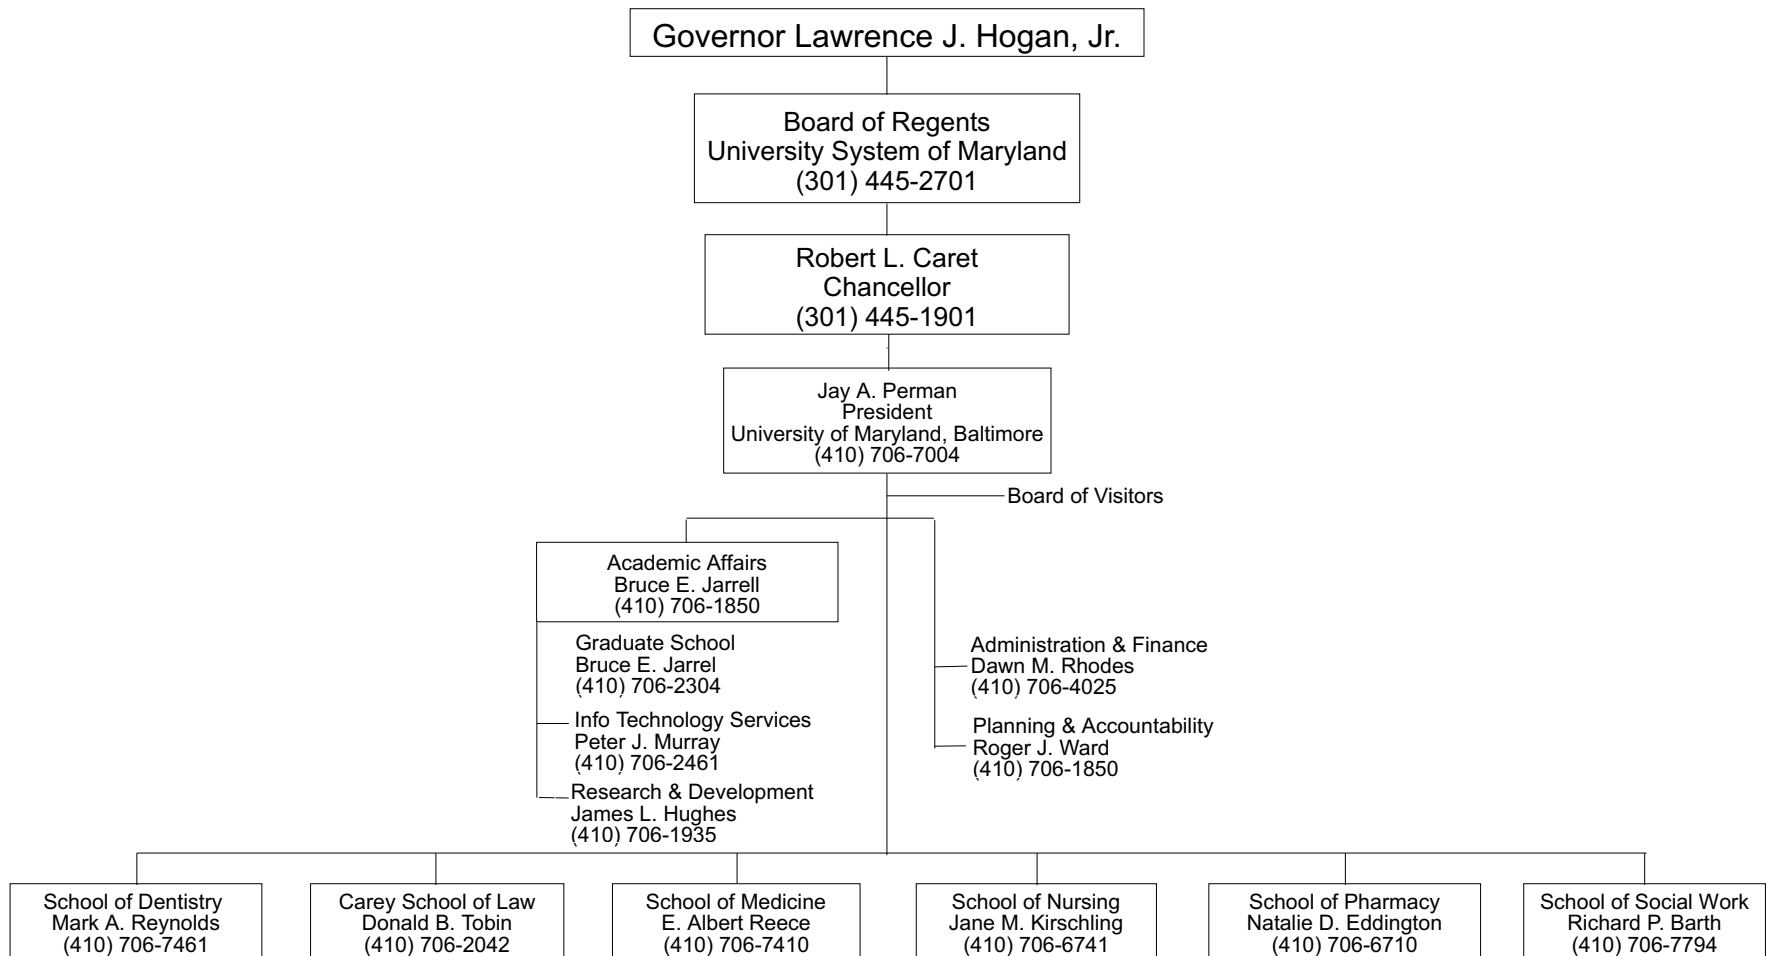 Governor Lawrence J. Hogan, Jr.
Board of Regents
University System of Maryland
(301) 445-2701
Robert L. Caret
Chancellor
(301) 445-1901
Jay A. Perman
President
University of Maryland, Baltimore
(410) 706-7004
Board of Visitors
Academic Affairs
Bruce E. Jarrell
(410) 706-1850
Graduate School
Bruce E. Jarrel
(410) 706-2304
Info Technology Services
Peter J. Murray
(410) 706-2461
Research & Development
James L. Hughes
(410) 706-1935
Administration & Finance
Dawn M. Rhodes
(410) 706-4025
Planning & Accountability
Roger J. Ward
(410) 706-1850
School of Dentistry
Mark A. Reynolds
(410) 706-7461
Carey School of Law
Donald B. Tobin
(410) 706-2042
School of Medicine
E. Albert Reece
(410) 706-7410
School of Nursing
Jane M. Kirschling
(410) 706-6741
School of Pharmacy
Natalie D. Eddington
(410) 706-6710
School of Social Work
Richard P. Barth
(410) 706-7794